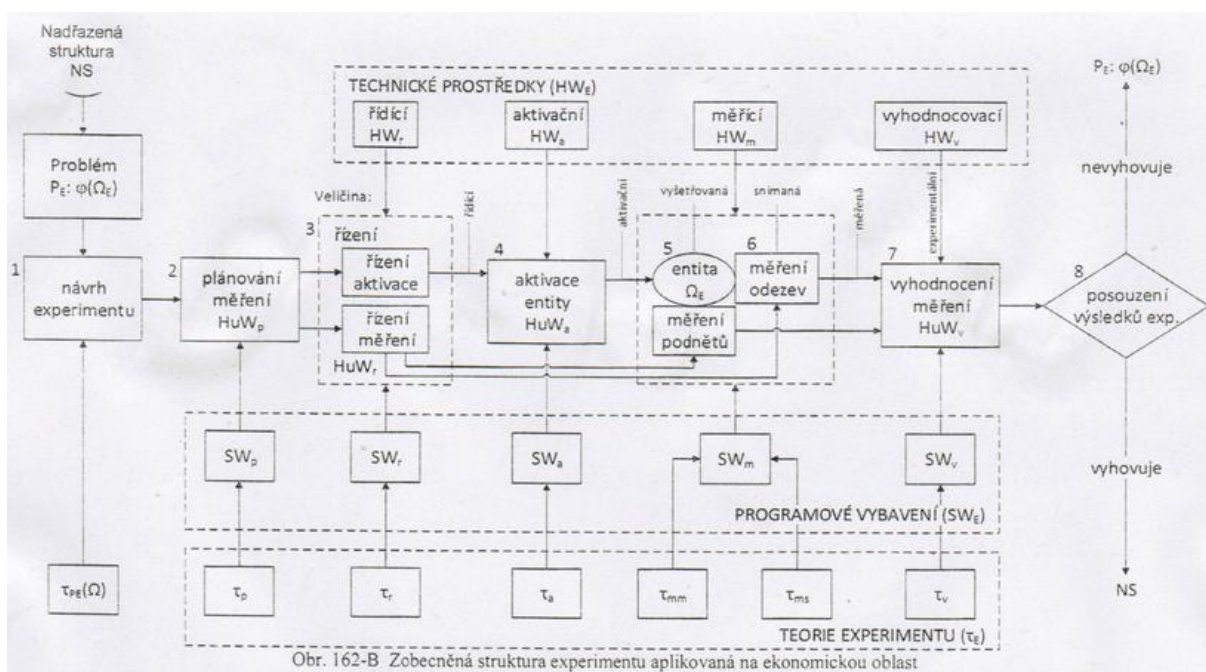 Nadřazená
struktura
NS
TECHNICKÉ PROSTŘEDKY (HW_E)
řídící
HW_r
aktivační
HW_a
měřící
HW_m
vyhodnocovací
HW_v
P_E: φ(Ω_E)
Problém
P_E: φ(Ω_E)
nevyhovuje
Veličina:
řídící
aktivační
vyšetřovaná
snímaná
měřená
experimentální
1
návrh
experimentu
2
plánování
měření
HuW_p
3
řízení
řízení
aktivace
řízení
měření
HuW_r
4
aktivace
entity
HuW_a
5
entita
Ω_E
6
měření
odezev
měření
podnětů
7
vyhodnocení
měření
HuW_v
8
posouzení
výsledků exp.
SW_p
SW_r
SW_a
SW_m
SW_v
vyhovuje
PROGRAMOVÉ VYBAVENÍ (SW_E)
τ_PE(Ω)
τ_p
τ_r
τ_a
τ_mm
τ_ms
τ_v
NS
TEORIE EXPERIMENTU (τ_E)
Obr. 162-B Zobecněná struktura experimentu aplikovaná na ekonomickou oblast